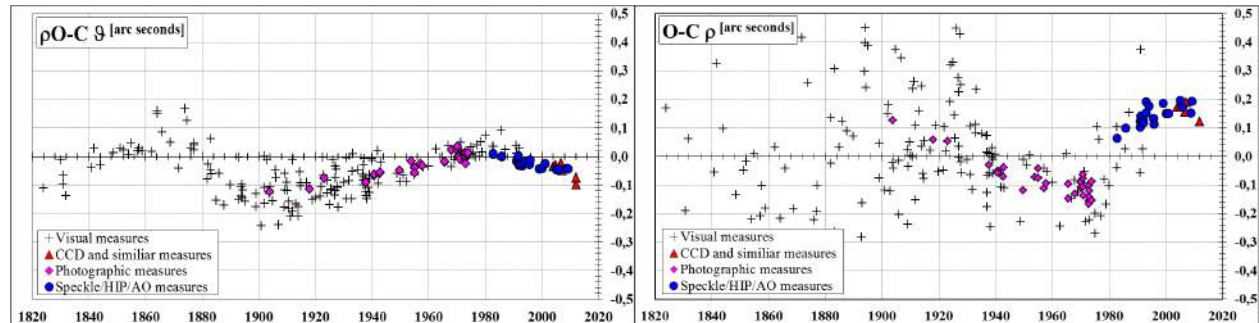 ρO-C ϑ [arc seconds]
Visual measures
CCD and similiar measures
Photographic measures
Speckle/HIP/AO measures
0,5
0,4
0,3
0,2
0,1
0,0
-0,1
-0,2
-0,3
-0,4
-0,5
1820 1840 1860 1880 1900 1920 1940 1960 1980 2000 2020
O-C ρ [arc seconds]
Visual measures
CCD and similiar measures
Photographic measures
Speckle/HIP/AO measures
0,5
0,4
0,3
0,2
0,1
0,0
-0,1
-0,2
-0,3
-0,4
-0,5
1820 1840 1860 1880 1900 1920 1940 1960 1980 2000 2020